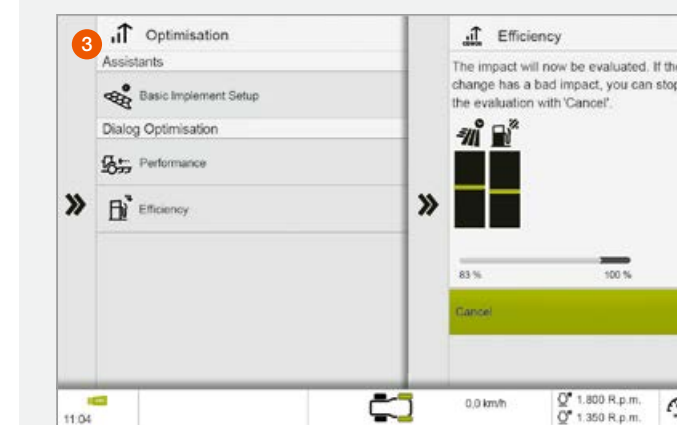 3
Optimisation
Assistants
Basic Implement Setup
Dialog Optimisation
Performance
Efficiency
Efficiency
The impact will now be evaluated. If the
change has a bad impact, you can stop
the evaluation with 'Cancel'.
83 %
100 %
Cancel
11:04
0,0 km/h
1.800 R.p.m.
1.350 R.p.m.